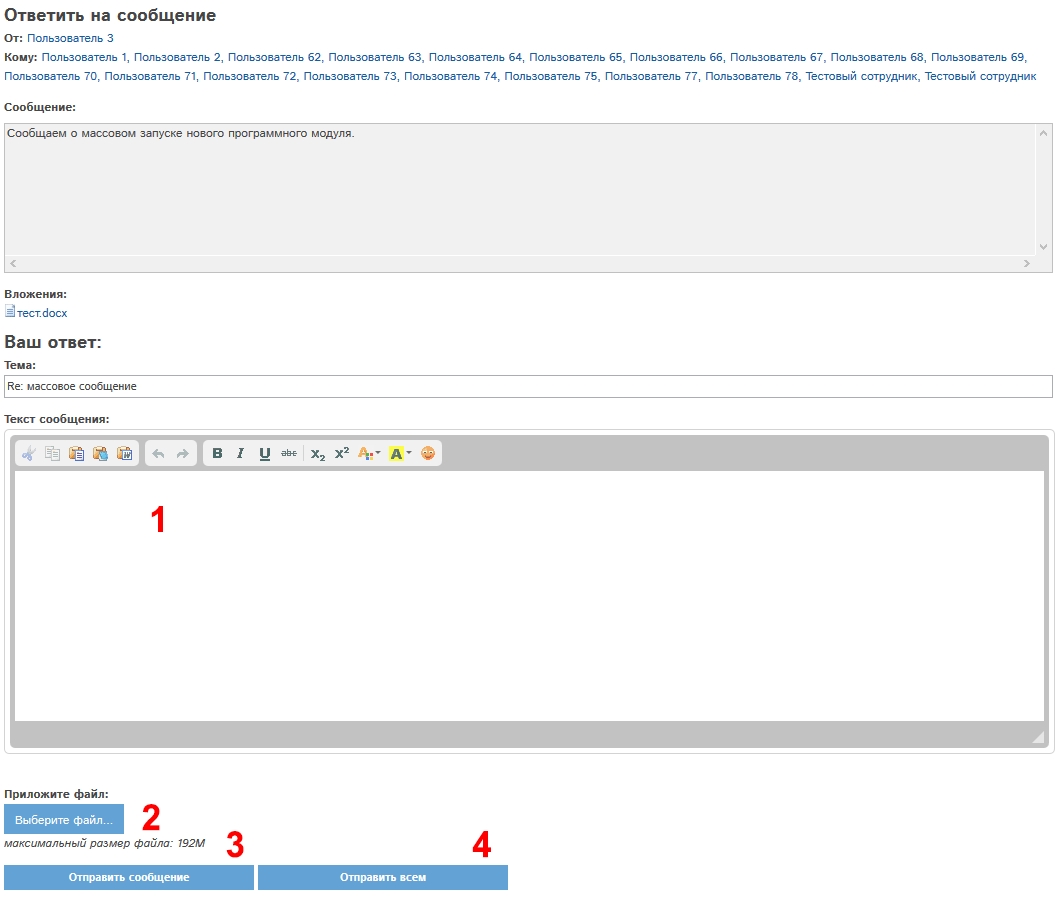 Ответить на сообщение
От: Пользователь 3
Кому: Пользователь 1, Пользователь 2, Пользователь 62, Пользователь 63, Пользователь 64, Пользователь 65, Пользователь 66, Пользователь 67, Пользователь 68, Пользователь 69,
Пользователь 70, Пользователь 71, Пользователь 72, Пользователь 73, Пользователь 74, Пользователь 75, Пользователь 77, Пользователь 78, Тестовый сотрудник, Тестовый сотрудник
Сообщение:
Сообщаем о массовом запуске нового программного модуля.
Вложения:
тест.docx
Ваш ответ:
Тема:
Re: массовое сообщение
Текст сообщения:
B I U abc X₂ X² A A
1
Приложите файл:
Выберите файл... 2
максимальный размер файла: 192M 3 4
Отправить сообщение Отправить всем